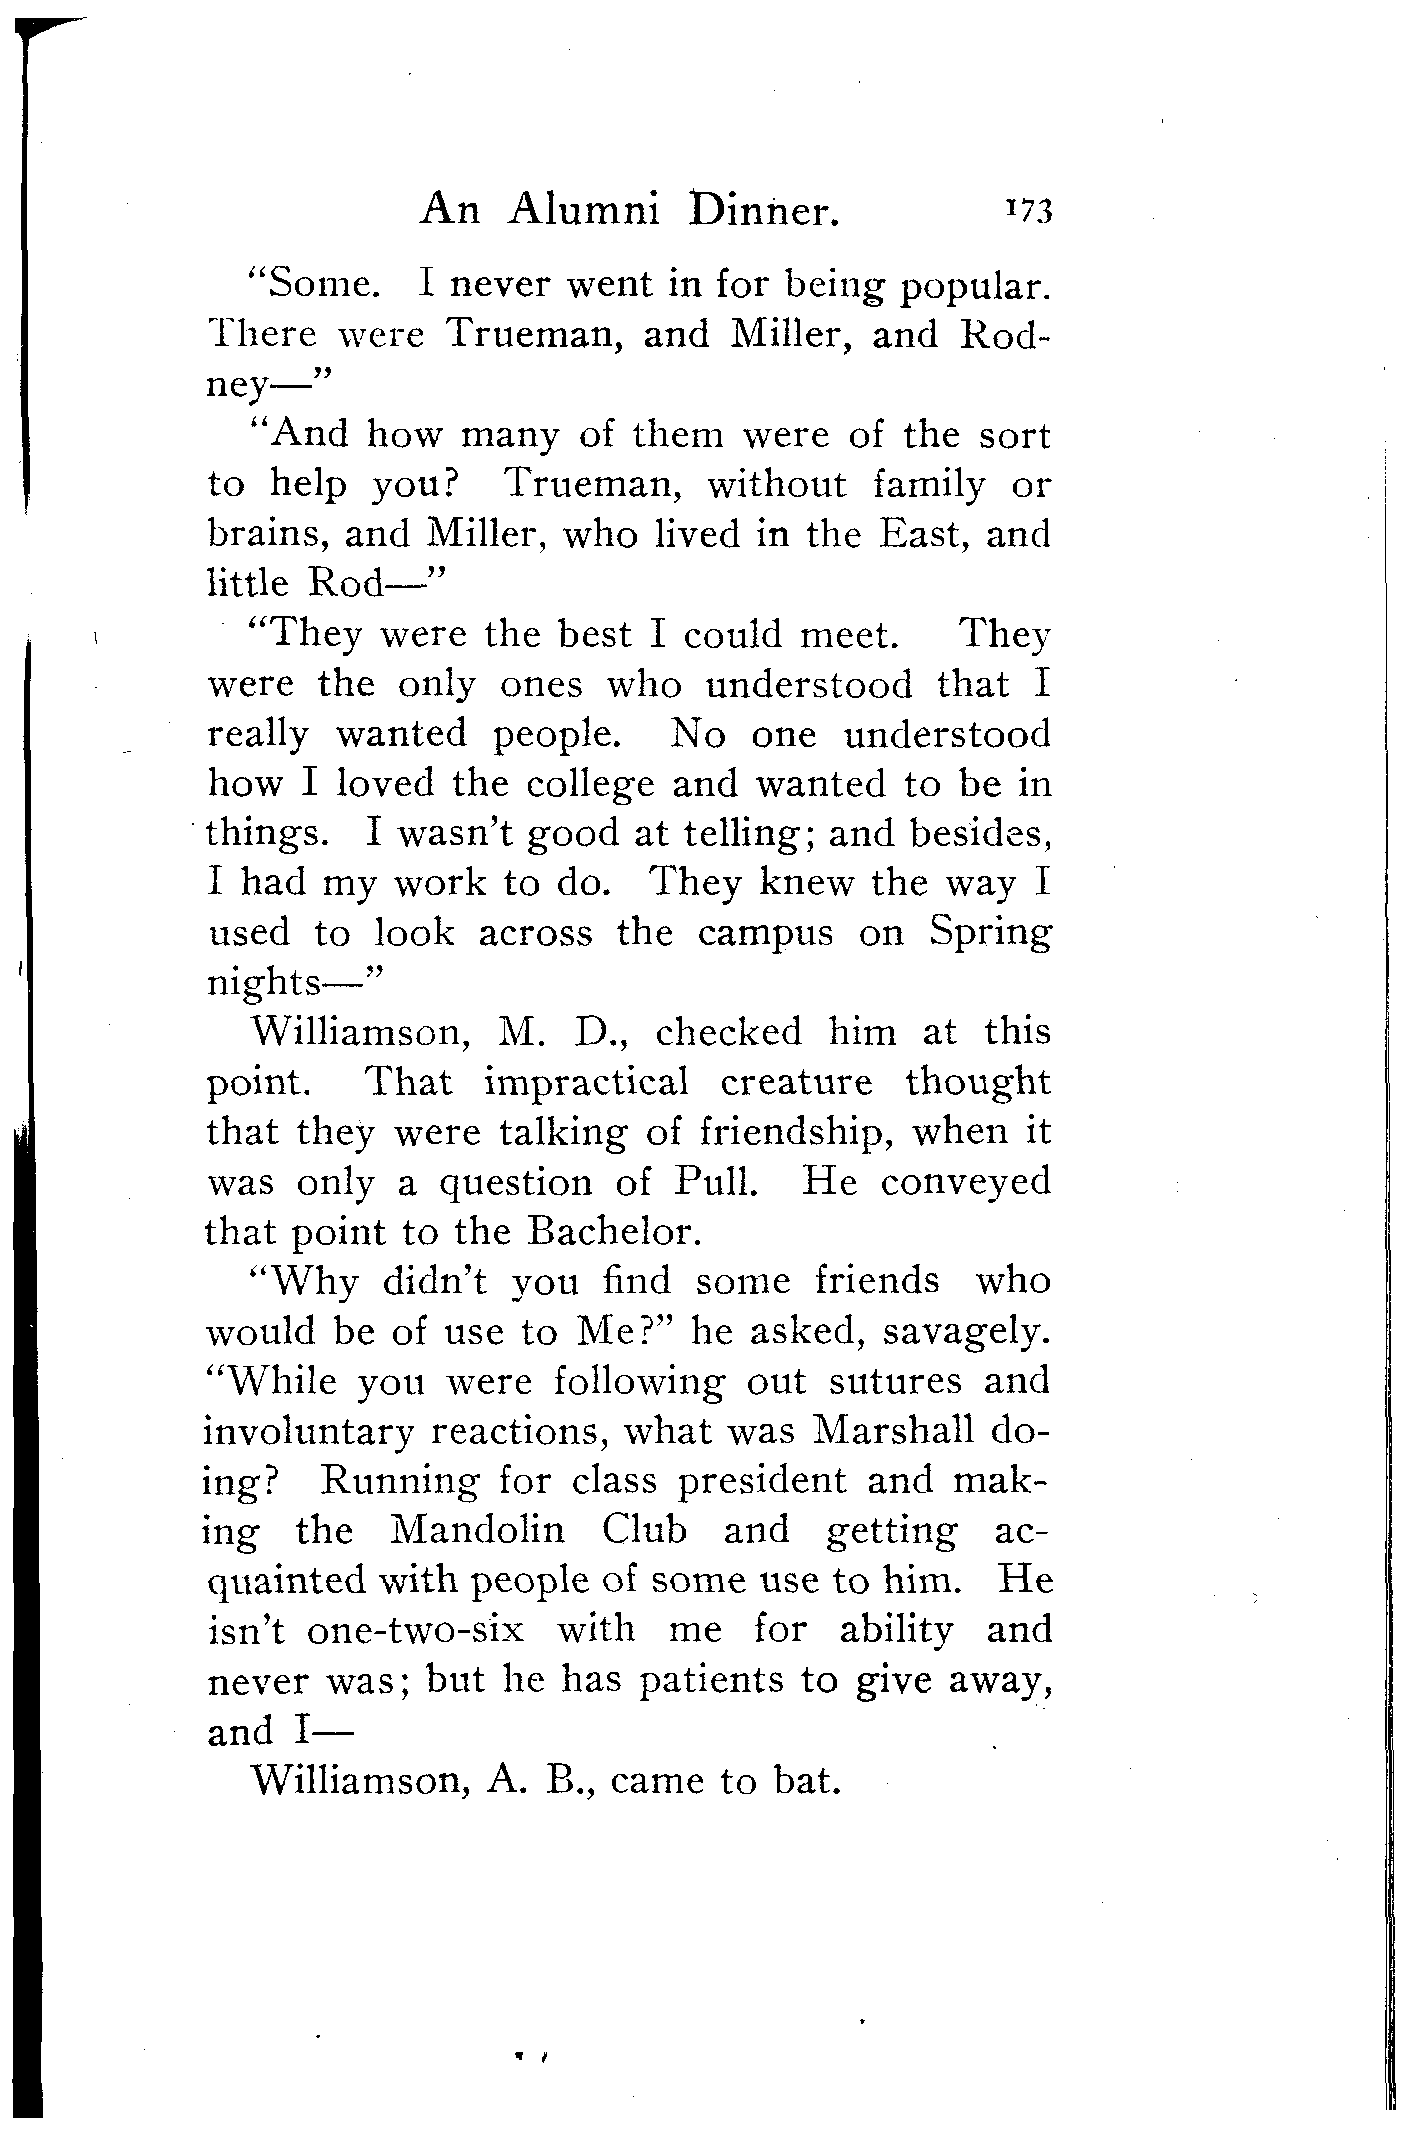 An Alumni Dinner. 173
"Some. I never went in for being popular.
There were Trueman, and Miller, and Rod-
ney—"
"And how many of them were of the sort
to help you? Trueman, without family or
brains, and Miller, who lived in the East, and
little Rod—"
"They were the best I could meet. They
were the only ones who understood that I
really wanted people. No one understood
how I loved the college and wanted to be in
things. I wasn't good at telling; and besides,
I had my work to do. They knew the way I
used to look across the campus on Spring
nights—"
Williamson, M. D., checked him at this
point. That impractical creature thought
that they were talking of friendship, when it
was only a question of Pull. He conveyed
that point to the Bachelor.
"Why didn't you find some friends who
would be of use to Me?" he asked, savagely.
"While you were following out sutures and
involuntary reactions, what was Marshall do-
ing? Running for class president and mak-
ing the Mandolin Club and getting ac-
quainted with people of some use to him. He
isn't one-two-six with me for ability and
never was; but he has patients to give away,
and I—
Williamson, A. B., came to bat.